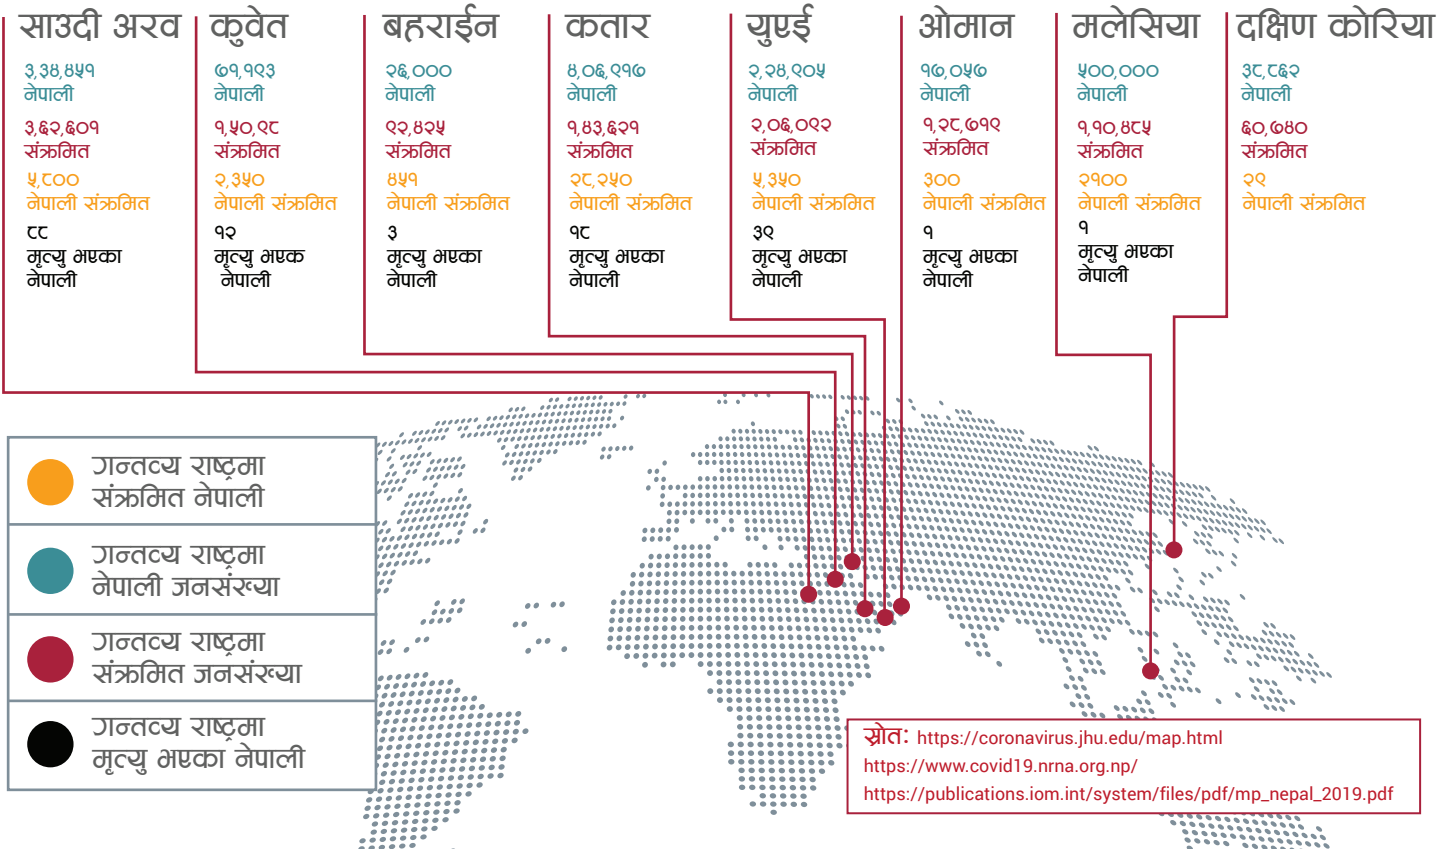 साउदी अरव
३,३४,४५१
नेपाली
३,६२,६०१
संक्रमित
५,८००
नेपाली संक्रमित
८८
मृत्यु भएका
नेपाली
कुवेत
७१,१९३
नेपाली
१,५०,९८
संक्रमित
२,३५०
नेपाली संक्रमित
१२
मृत्यु भएक
नेपाली
बहराईन
२६,०००
नेपाली
९२,४२५
संक्रमित
४५१
नेपाली संक्रमित
३
मृत्यु भएका
नेपाली
कतार
४,०६,९१७
नेपाली
१,४३,६२१
संक्रमित
२८,२५०
नेपाली संक्रमित
१८
मृत्यु भएका
नेपाली
युएई
२,२४,९०५
नेपाली
२,०६,०९२
संक्रमित
५,३५०
नेपाली संक्रमित
३९
मृत्यु भएका
नेपाली
ओमान
१७,०५७
नेपाली
१,२८,७१९
संक्रमित
३००
नेपाली संक्रमित
१
मृत्यु भएका
नेपाली
मलेसिया
५००,०००
नेपाली
१,१०,४८५
संक्रमित
२१००
नेपाली संक्रमित
१
मृत्यु भएका
नेपाली
दक्षिण कोरिया
३८,८६२
नेपाली
६०,७४०
संक्रमित
२९
नेपाली संक्रमित
गन्तव्य राष्ट्रमा
संक्रमित नेपाली
गन्तव्य राष्ट्रमा
नेपाली जनसंख्या
गन्तव्य राष्ट्रमा
संक्रमित जनसंख्या
गन्तव्य राष्ट्रमा
मृत्यु भएका नेपाली
स्रोत: https://coronavirus.jhu.edu/map.html
https://www.covid19.nrna.org.np/
https://publications.iom.int/system/files/pdf/mp_nepal_2019.pdf